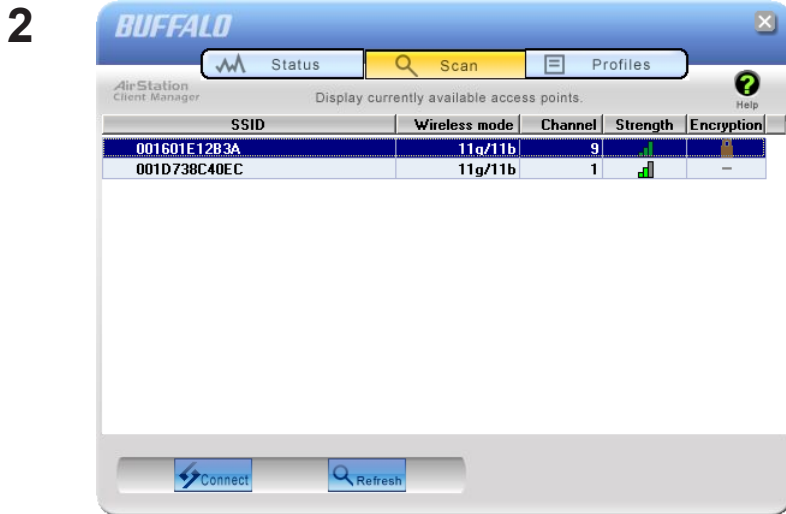 2
BUFFALO
Status Scan Profiles
AirStation
Client Manager
Display currently available access points.
Help
SSID Wireless mode Channel Strength Encryption
001601E12B3A 11g/11b 9
001D738C40EC 11g/11b 1 –
Connect Refresh